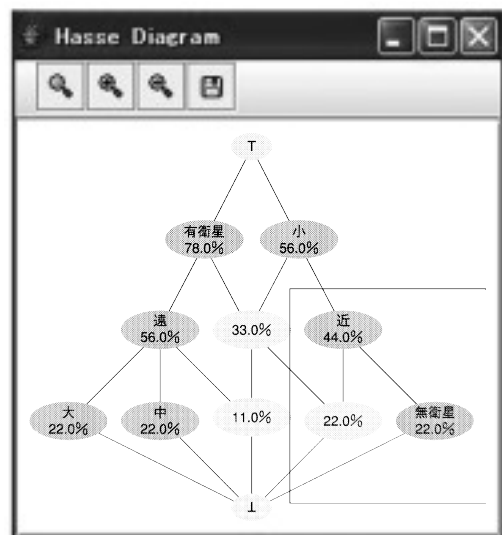 Hasse Diagram
T
有衛星
78.0%
小
56.0%
遠
56.0%
33.0%
近
44.0%
大
22.0%
中
22.0%
11.0%
22.0%
無衛星
22.0%
⊥